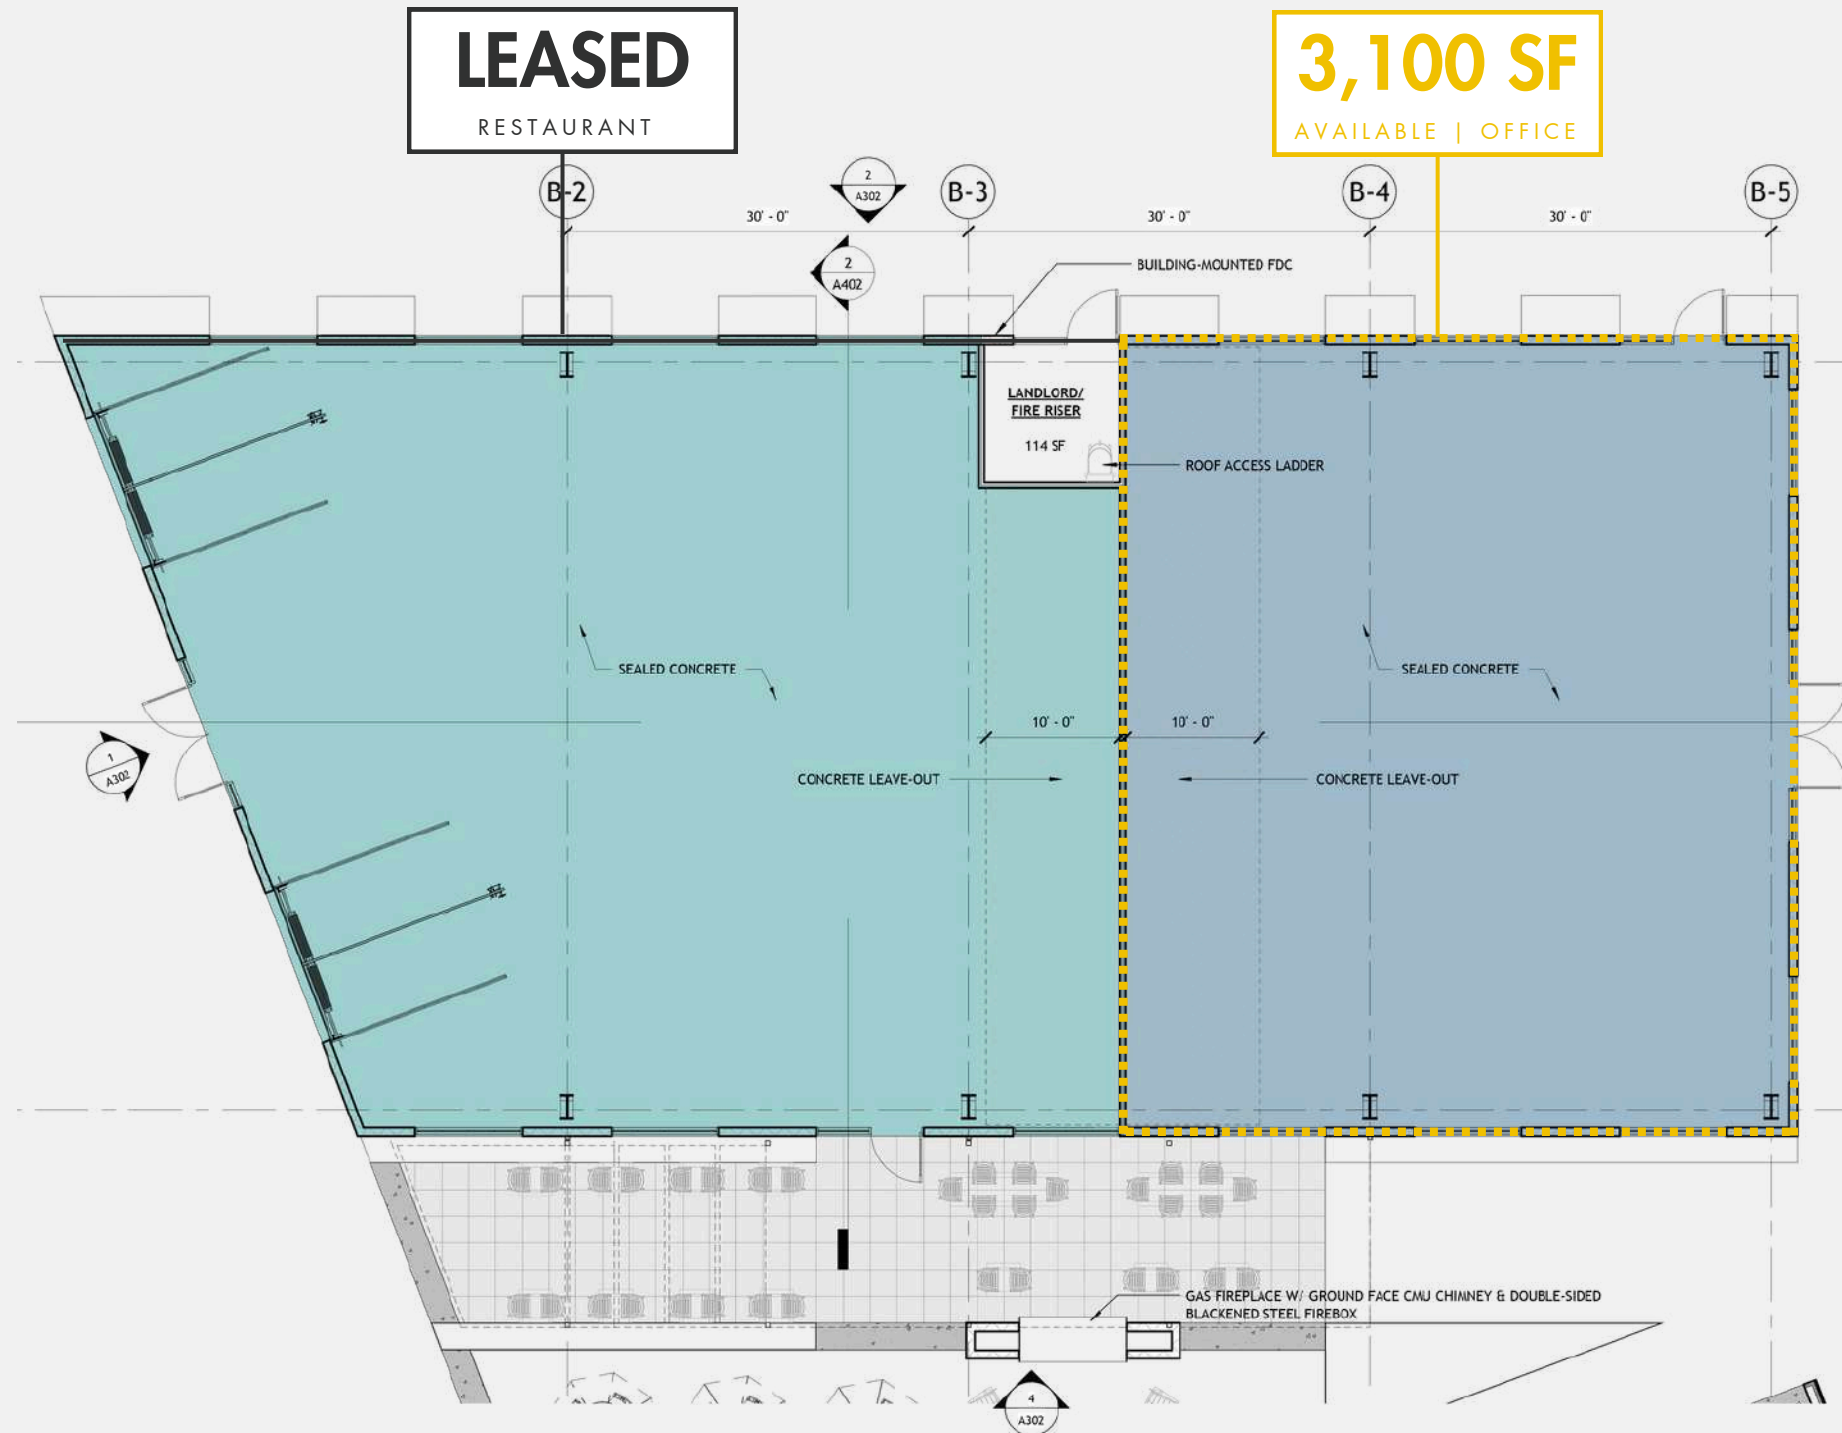 LEASED
RESTAURANT
3,100 SF
AVAILABLE | OFFICE
B-2
2
A302
B-3
B-4
B-5
30' - 0"
30' - 0"
30' - 0"
2
A402
BUILDING-MOUNTED FDC
LANDLORD/
FIRE RISER
114 SF
ROOF ACCESS LADDER
SEALED CONCRETE
SEALED CONCRETE
10' - 0"
10' - 0"
1
A302
CONCRETE LEAVE-OUT
CONCRETE LEAVE-OUT
GAS FIREPLACE W/ GROUND FACE CMU CHIMNEY & DOUBLE-SIDED
BLACKENED STEEL FIREBOX
4
A302